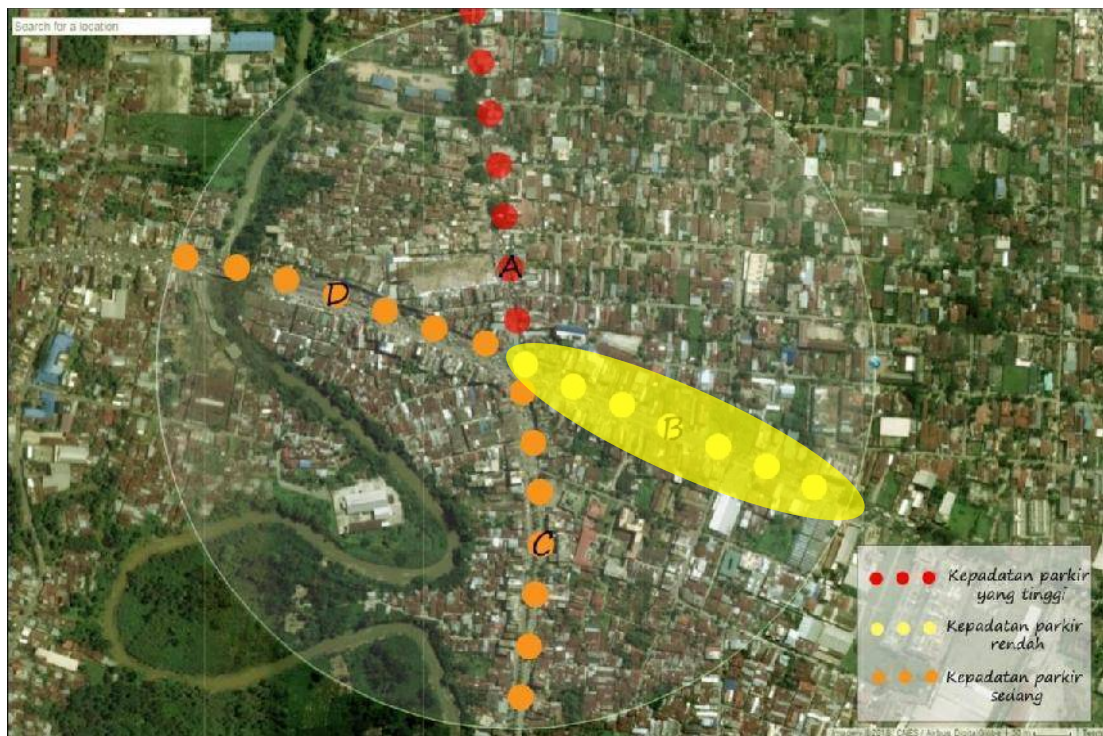 Search for a location
A
D
B
C
Kepadatan parkir
yang tinggi
Kepadatan parkir
rendah
Kepadatan parkir
sedang